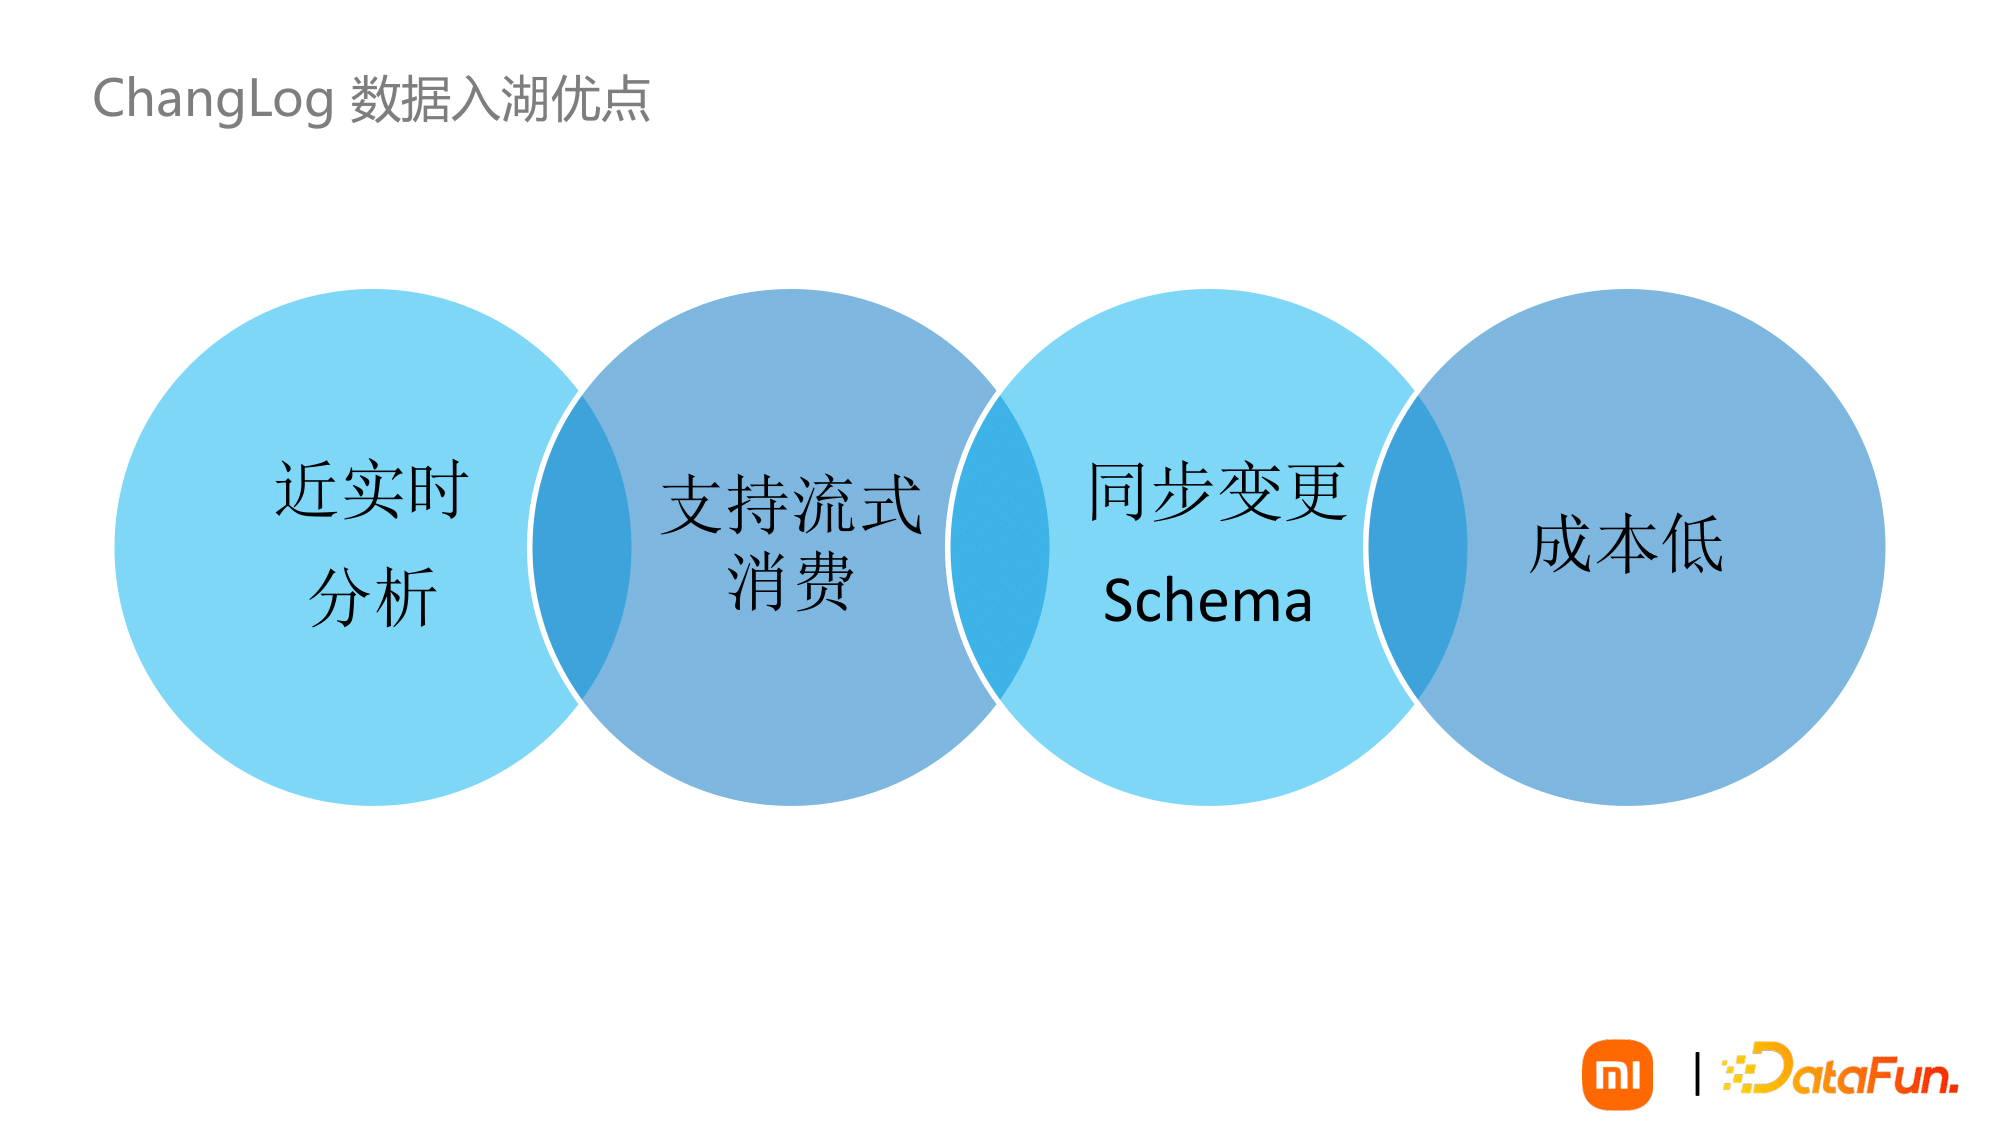 ChangLog 数据入湖优点
近实时
分析
支持流式
消费
同步变更
Schema
成本低
mi
DataFun.